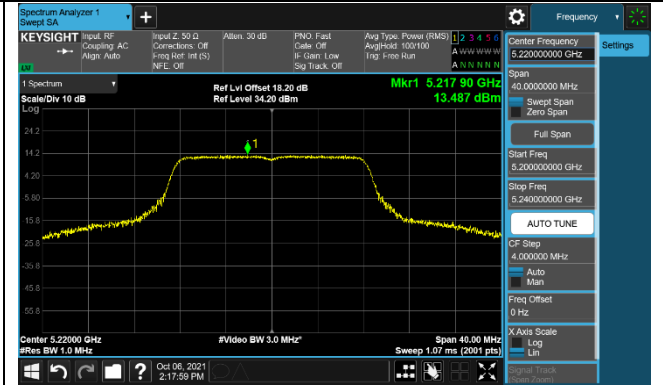 Spectrum Analyzer 1
Swept SA
+
Frequency
KEYSIGHT
Input: RF
Coupling: AC
Align: Auto
Input Z: 50 Ω
Corrections: Off
Freq Ref: Int (S)
NFE: Off
Atten: 30 dB
PNO: Fast
Gate: Off
IF Gain: Low
Sig Track: Off
Avg Type: Power (RMS)
Avg|Hold: 100/100
Trig: Free Run
1 2 3 4 5 6
A W W W W W
A N N N N N
1 Spectrum
Scale/Div 10 dB
Ref Lvl Offset 18.20 dB
Ref Level 34.20 dBm
Mkr1 5.217 90 GHz
13.487 dBm
Log
24.2
14.2
4.20
-5.80
-15.8
-25.8
-35.8
-45.8
-55.8
1
Center 5.22000 GHz
#Res BW 1.0 MHz
#Video BW 3.0 MHz*
Span 40.00 MHz
Sweep 1.07 ms (2001 pts)
Center Frequency
5.220000000 GHz
Settings
Span
40.0000000 MHz
Swept Span
Zero Span
Full Span
Start Freq
5.200000000 GHz
Stop Freq
5.240000000 GHz
AUTO TUNE
CF Step
4.000000 MHz
Auto
Man
Freq Offset
0 Hz
X Axis Scale
Log
Lin
Signal Track
(Span Zoom)
?
Oct 06, 2021
2:17:59 PM